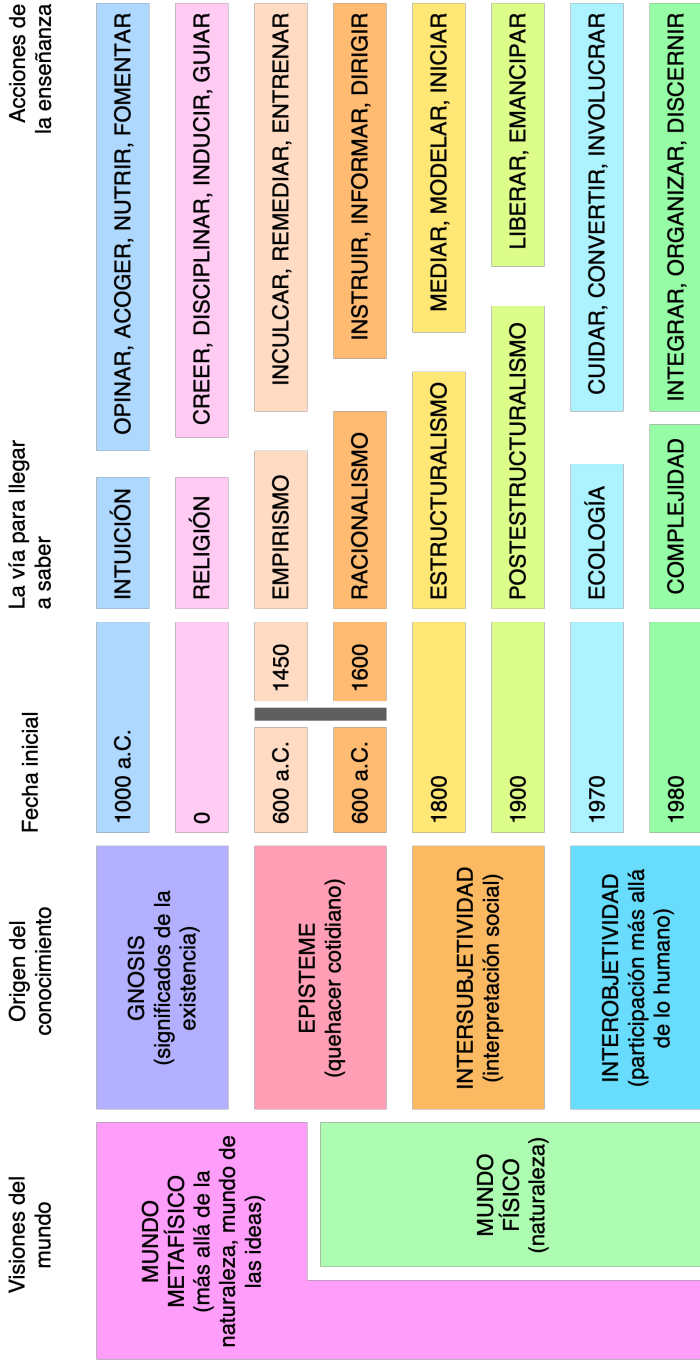 Visiones del
mundo
Origen del
conocimiento
Fecha inicial
La vía para llegar
a saber
Acciones de
la enseñanza
MUNDO
METAFÍSICO
(más allá de la
naturaleza, mundo de
las ideas)
MUNDO
FÍSICO
(naturaleza)
GNOSIS
(significados de la
existencia)
EPISTEME
(quehacer cotidiano)
INTERSUBJETIVIDAD
(interpretación social)
INTEROBJETIVIDAD
(participación más allá
de lo humano)
1000 a.C.
INTUICIÓN
OPINAR, ACOGER, NUTRIR, FOMENTAR
0
RELIGIÓN
CREER, DISCIPLINAR, INDUCIR, GUIAR
600 a.C.
1450
EMPIRISMO
INCULCAR, REMEDIAR, ENTRENAR
600 a.C.
1600
RACIONALISMO
INSTRUIR, INFORMAR, DIRIGIR
1800
ESTRUCTURALISMO
MEDIAR, MODELAR, INICIAR
1900
POSTESTRUCTURALISMO
LIBERAR, EMANCIPAR
1970
ECOLOGÍA
CUIDAR, CONVERTIR, INVOLUCRAR
1980
COMPLEJIDAD
INTEGRAR, ORGANIZAR, DISCERNIR